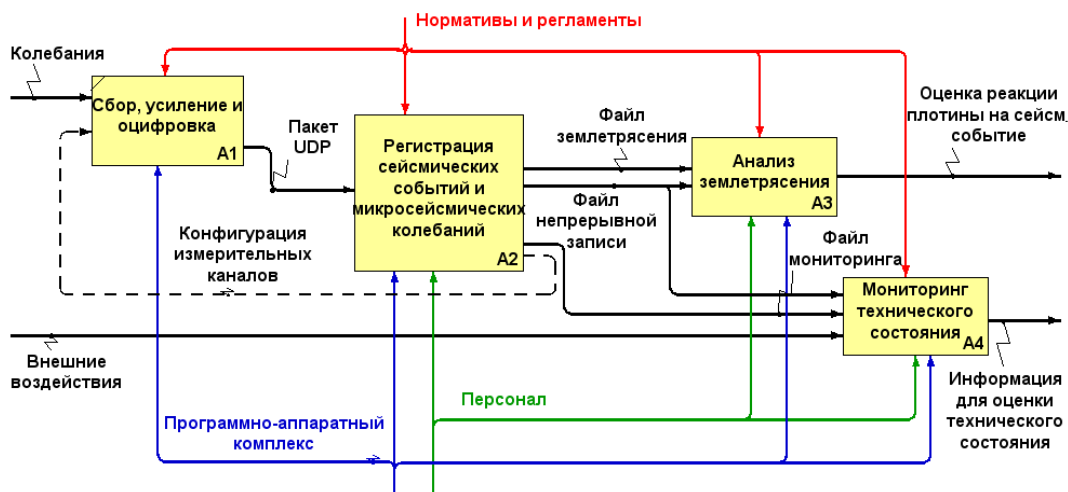 Нормативы и регламенты
Колебания
Сбор, усиление и
оцифровка
A1
Пакет
UDP
Регистрация
сейсмических
событий и
микросейсмических
колебаний
A2
Файл
землетрясения
Файл
непрерывной
записи
Анализ
землетрясения
A3
Оценка реакции
плотины на сейсм.
событие
Конфигурация
измерительных
каналов
Файл
мониторинга
Мониторинг
технического
состояния
A4
Внешние
воздействия
Персонал
Программно-аппаратный
комплекс
Информация
для оценки
технического
состояния